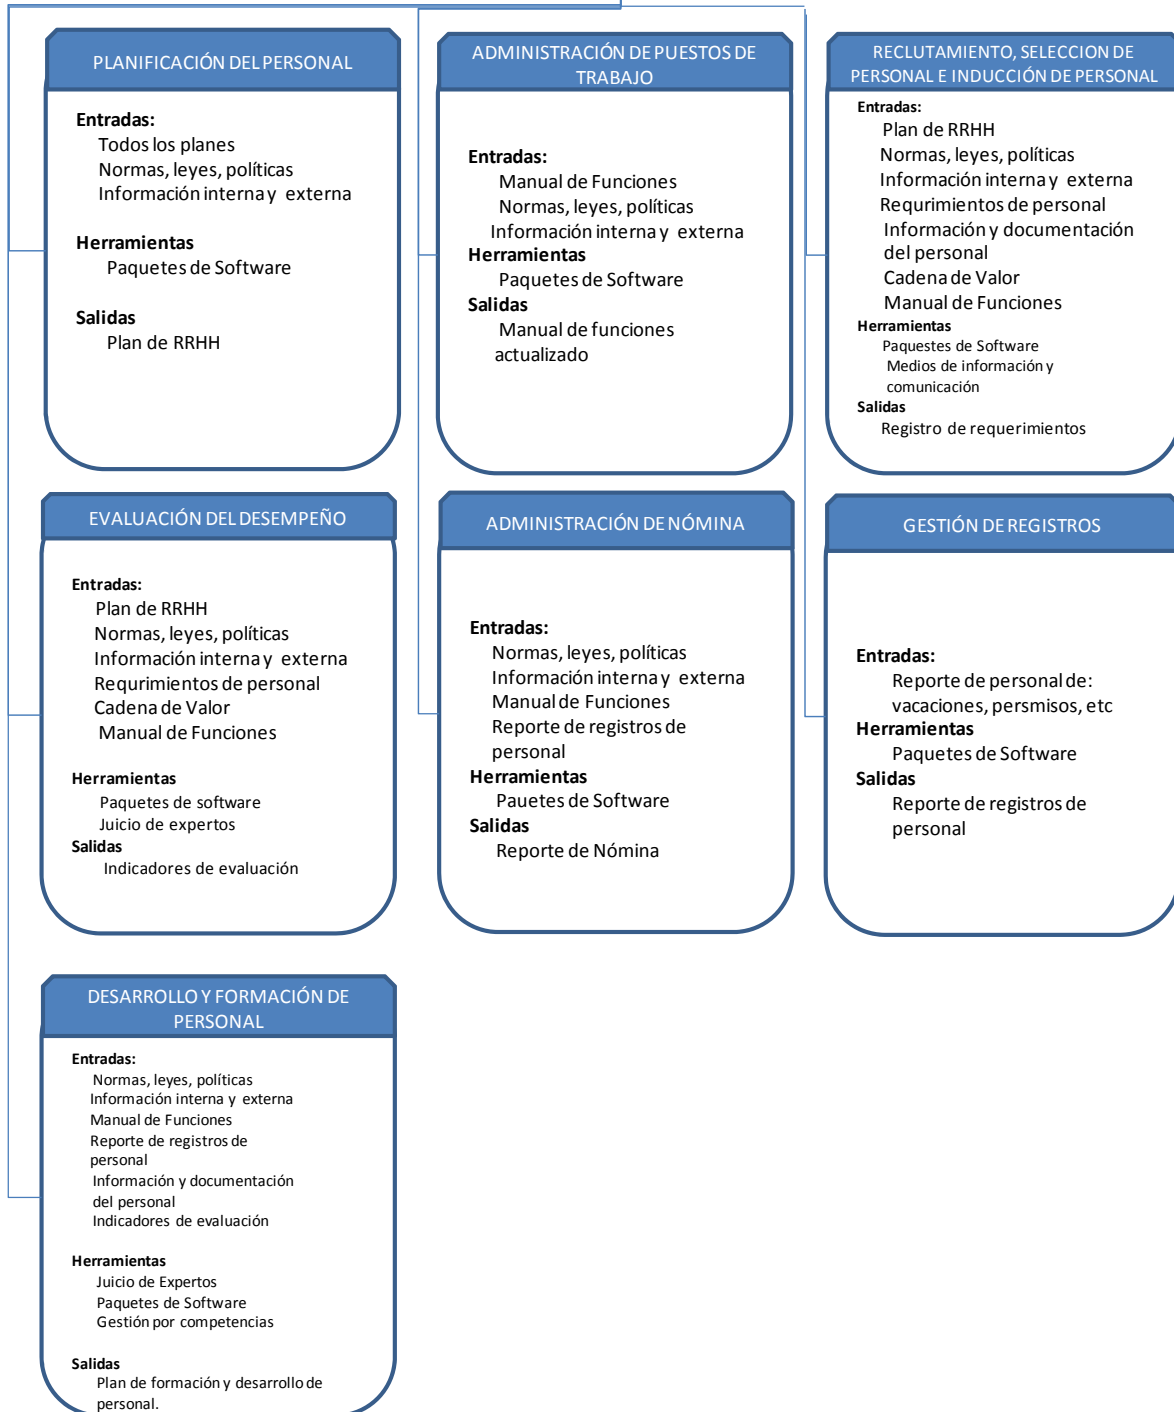 PLANIFICACIÓN DEL PERSONAL
Entradas:
Todos los planes
Normas, leyes, políticas
Información interna y externa
Herramientas
Paquetes de Software
Salidas
Plan de RRHH
ADMINISTRACIÓN DE PUESTOS DE
TRABAJO
Entradas:
Manual de Funciones
Normas, leyes, políticas
Información interna y externa
Herramientas
Paquetes de Software
Salidas
Manual de funciones
actualizado
RECLUTAMIENTO, SELECCION DE
PERSONAL E INDUCCIÓN DE PERSONAL
Entradas:
Plan de RRHH
Normas, leyes, políticas
Información interna y externa
Requrimientos de personal
Información y documentación
del personal
Cadena de Valor
Manual de Funciones
Herramientas
Paquestes de Software
Medios de información y
comunicación
Salidas
Registro de requerimientos
EVALUACIÓN DEL DESEMPEÑO
Entradas:
Plan de RRHH
Normas, leyes, políticas
Información interna y externa
Requrimientos de personal
Cadena de Valor
Manual de Funciones
Herramientas
Paquetes de software
Juicio de expertos
Salidas
Indicadores de evaluación
ADMINISTRACIÓN DE NÓMINA
Entradas:
Normas, leyes, políticas
Información interna y externa
Manual de Funciones
Reporte de registros de
personal
Herramientas
Pauetes de Software
Salidas
Reporte de Nómina
GESTIÓN DE REGISTROS
Entradas:
Reporte de personal de:
vacaciones, persmisos, etc
Herramientas
Paquetes de Software
Salidas
Reporte de registros de
personal
DESARROLLO Y FORMACIÓN DE
PERSONAL
Entradas:
Normas, leyes, políticas
Información interna y externa
Manual de Funciones
Reporte de registros de
personal
Información y documentación
del personal
Indicadores de evaluación
Herramientas
Juicio de Expertos
Paquetes de Software
Gestión por competencias
Salidas
Plan de formación y desarrollo de
personal.